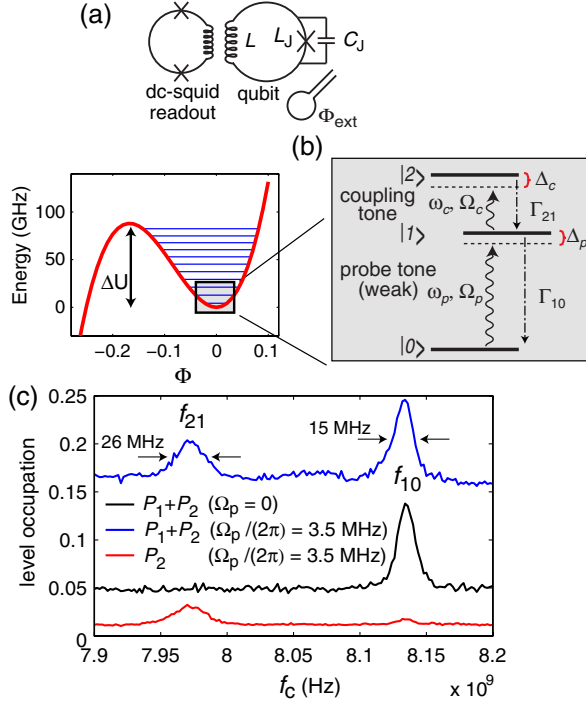 (a)
L
L_J
C_J
dc-squid
readout
qubit
Φ_ext
(b)
|2>
Δ_c
coupling
tone
ω_c, Ω_c
Γ_21
|1>
Δ_p
probe tone
(weak)
ω_p, Ω_p
Γ_10
|0>
Energy (GHz)
100
50
0
ΔU
−0.2
−0.1
0
0.1
Φ
(c)
level occupation
0.25
0.20
0.15
0.1
0.05
0
f_21
26 MHz
15 MHz
f_10
P_1+P_2 (Ω_p = 0)
P_1+P_2 (Ω_p /(2π) = 3.5 MHz)
P_2 (Ω_p /(2π) = 3.5 MHz)
7.9
7.95
8
8.05
8.1
8.15
8.2
f_c (Hz)
x 10^9